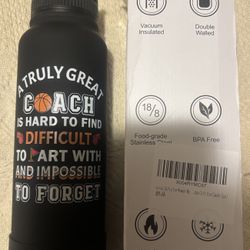 A TRULY GREAT
COACH
IS HARD TO FIND
DIFFICULT
TO PART WITH
AND IMPOSSIBLE
TO FORGET
Vacuum
Insulated
Double
Walled
18/8
Food-grade
Stainless Steel
BPA Free